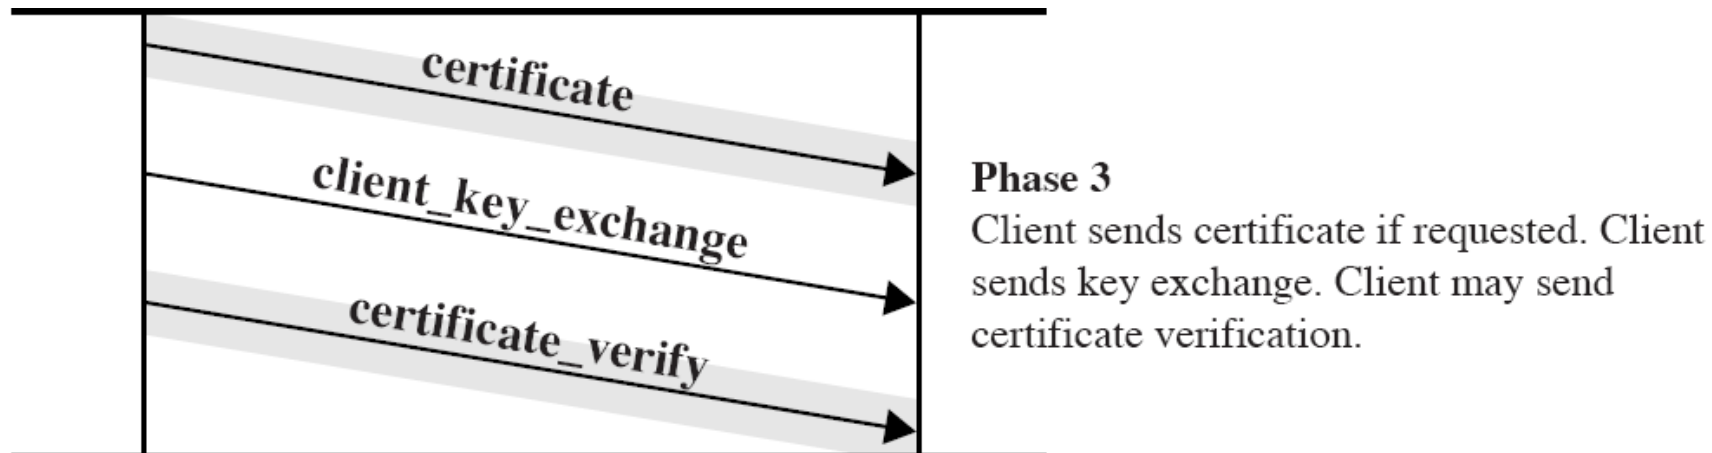 certificate
client_key_exchange
certificate_verify
Phase 3
Client sends certificate if requested. Client
sends key exchange. Client may send
certificate verification.